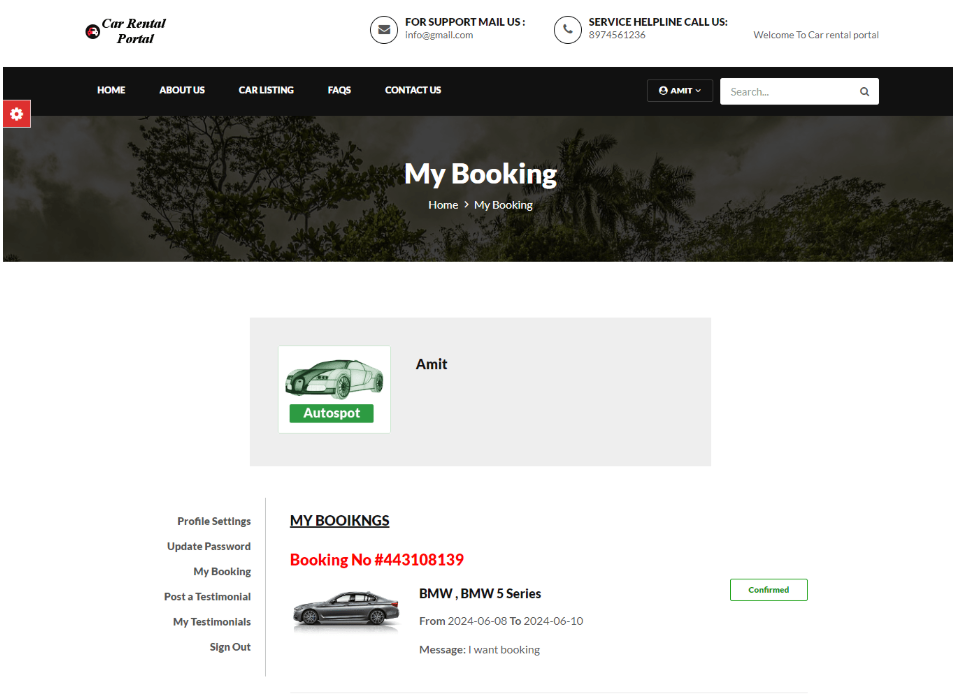 Car Rental
Portal
FOR SUPPORT MAIL US :
info@gmail.com
SERVICE HELPLINE CALL US:
8974561236
Welcome To Car rental portal
HOME
ABOUT US
CAR LISTING
FAQS
CONTACT US
AMIT
Search...
My Booking
Home > My Booking
Autospot
Amit
Profile Settings
Update Password
My Booking
Post a Testimonial
My Testimonials
Sign Out
MY BOOIKNGS
Booking No #443108139
BMW , BMW 5 Series
From 2024-06-08 To 2024-06-10
Message: I want booking
Confirmed